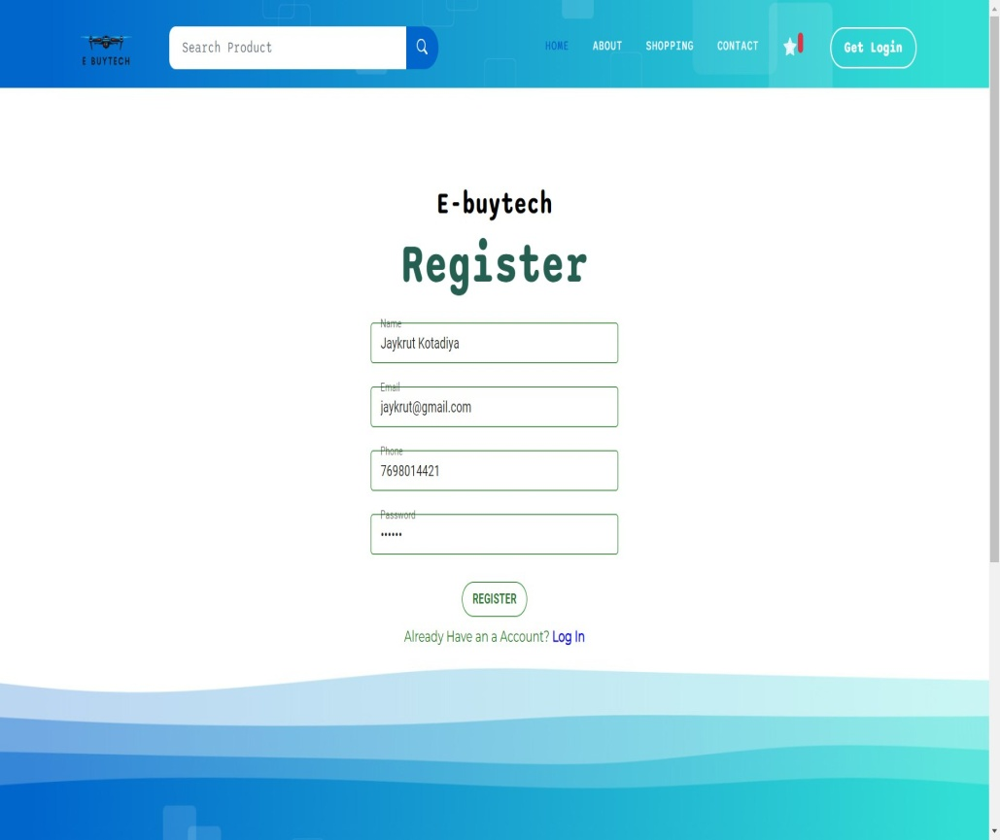 E BUYTECH
Search Product
HOME ABOUT SHOPPING CONTACT Get Login
E-buytech
Register
Name
Jaykrut Kotadiya
Email
jaykrut@gmail.com
Phone
7698014421
Password
••••••
REGISTER
Already Have an a Account? Log In